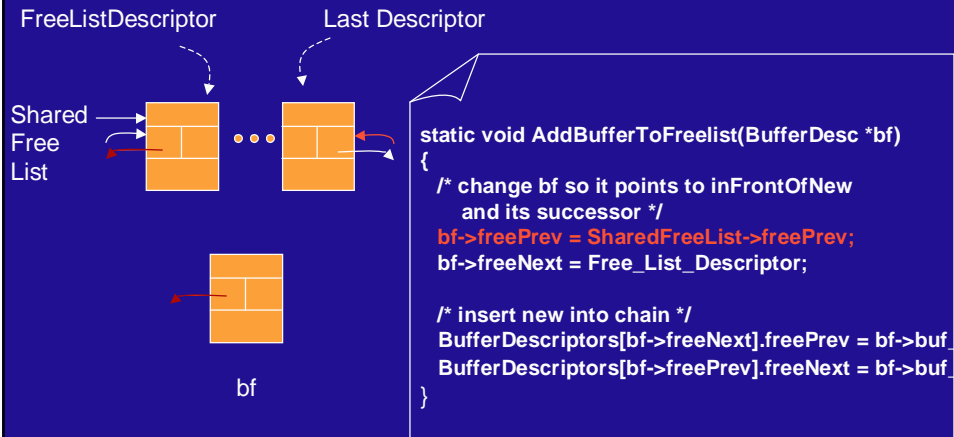 FreeListDescriptor
Last Descriptor
Shared
Free
List
bf
static void AddBufferToFreelist(BufferDesc *bf)
{
/* change bf so it points to inFrontOfNew
and its successor */
bf->freePrev = SharedFreeList->freePrev;
bf->freeNext = Free_List_Descriptor;
/* insert new into chain */
BufferDescriptors[bf->freeNext].freePrev = bf->buf_
BufferDescriptors[bf->freePrev].freeNext = bf->buf_
}